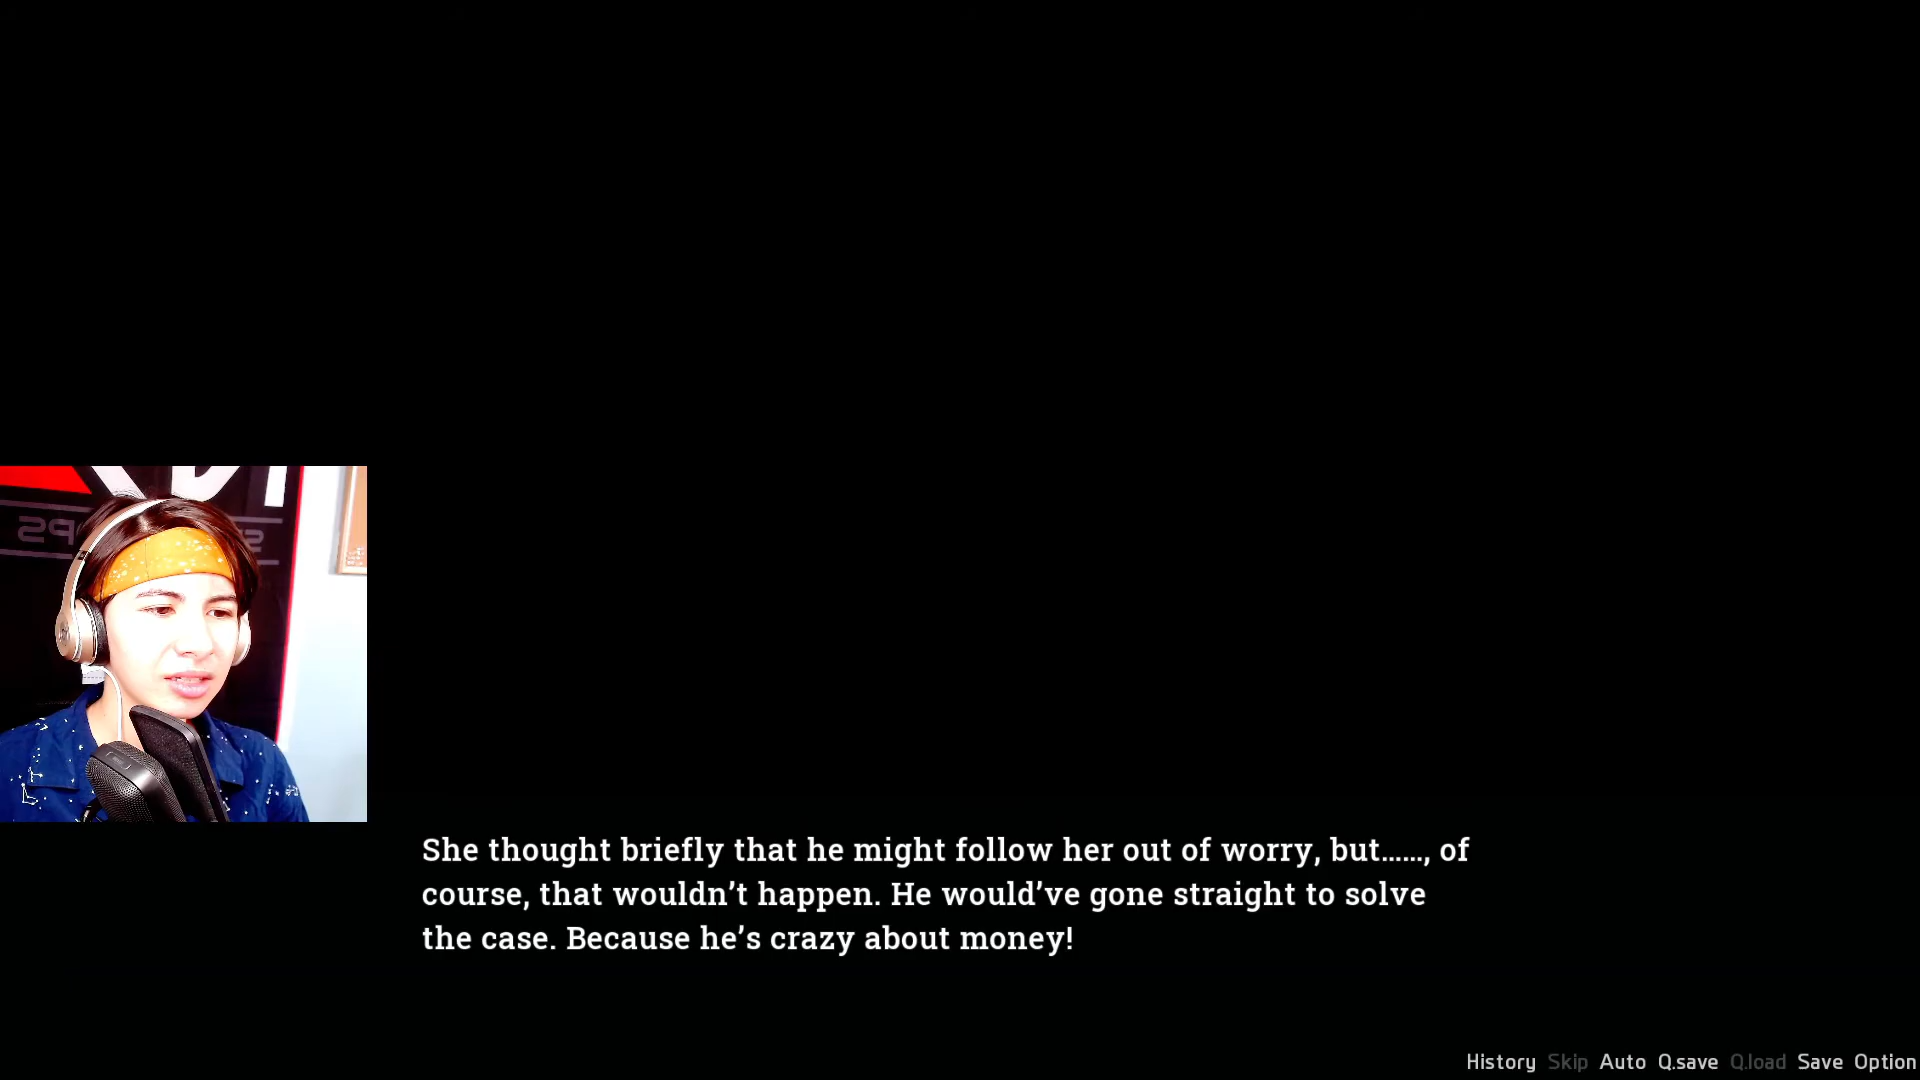 She thought briefly that he might follow her out of worry, but......, of
course, that wouldn’t happen. He would’ve gone straight to solve
the case. Because he’s crazy about money!
History Skip Auto Q.save Q.load Save Option